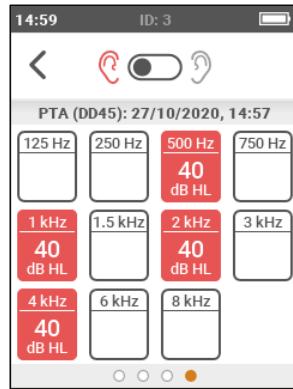 14:59 ID: 3
PTA (DD45): 27/10/2020, 14:57
125 Hz 250 Hz 500 Hz 750 Hz
40
dB HL
1 kHz 1.5 kHz 2 kHz 3 kHz
40 40
dB HL dB HL
4 kHz 6 kHz 8 kHz
40
dB HL